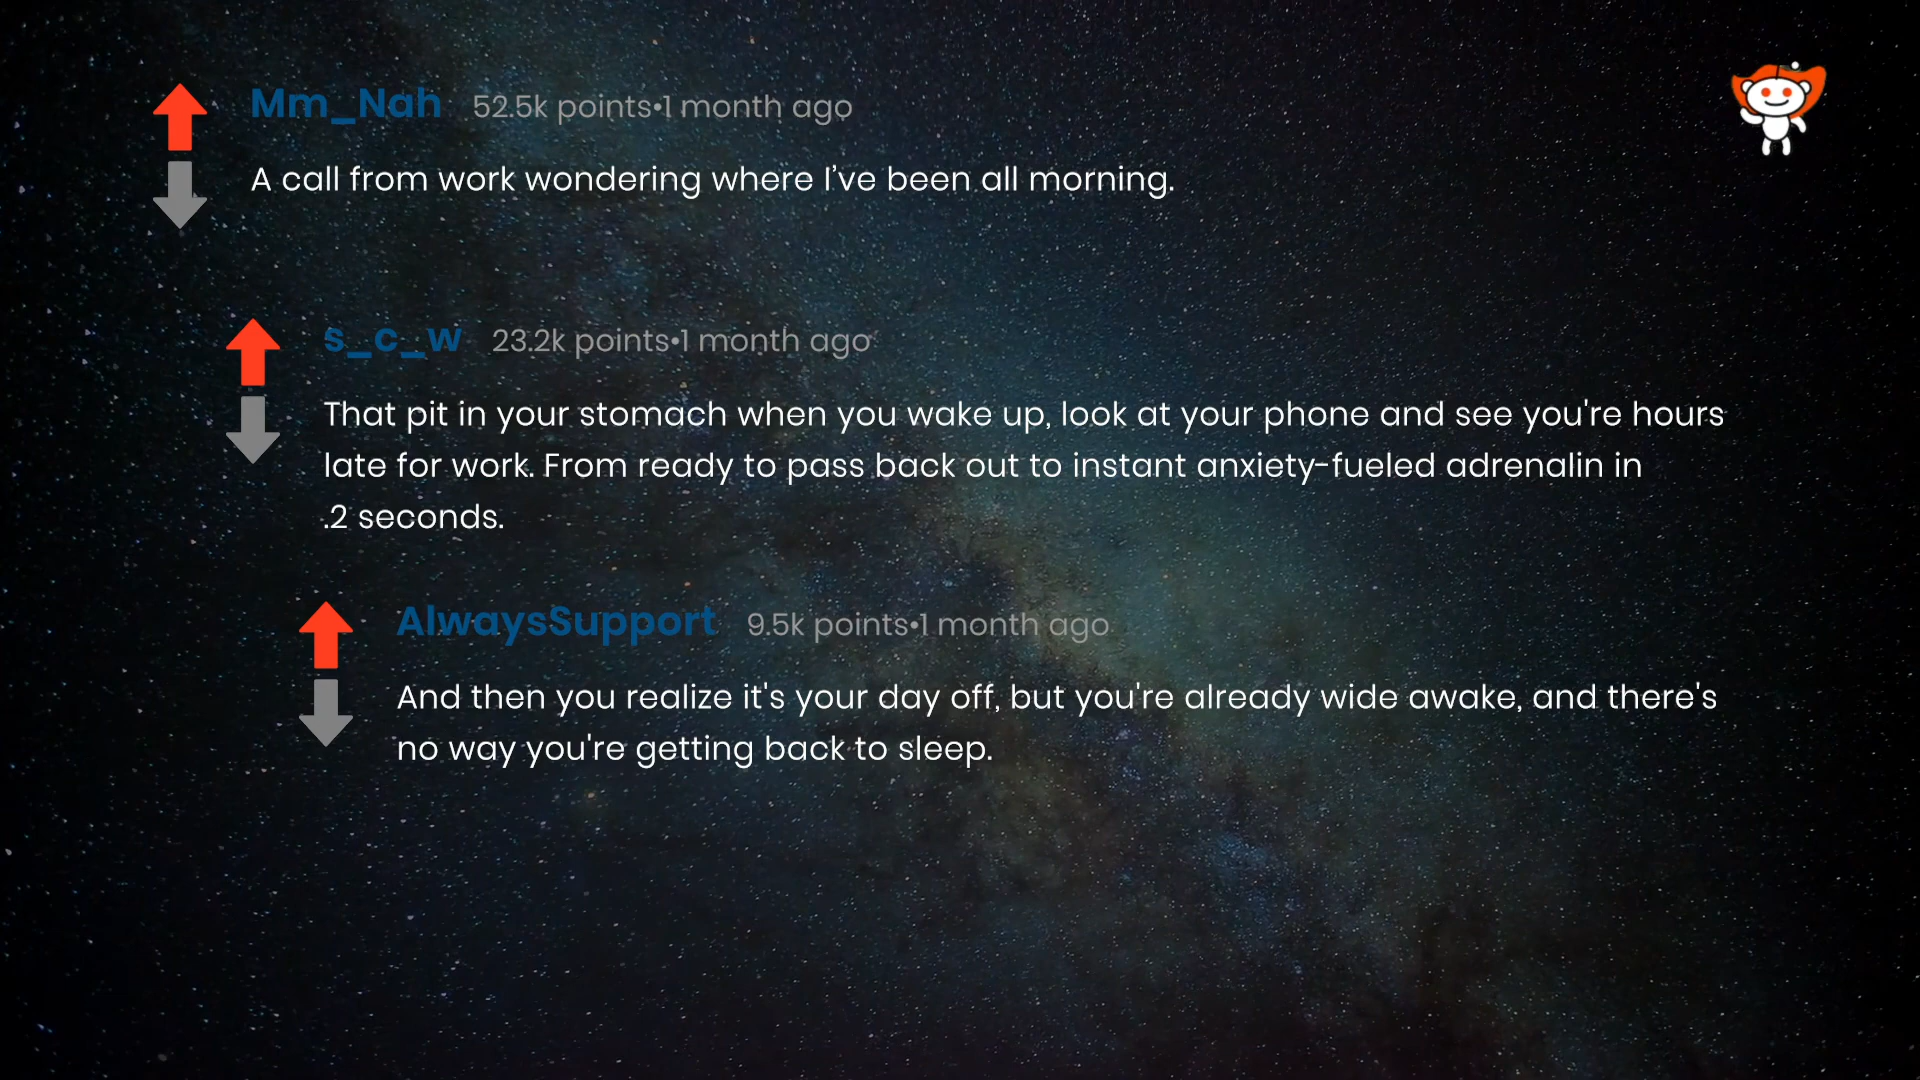 Mm_Nah 52.5k points•1 month ago
A call from work wondering where I’ve been all morning.
s_c_w 23.2k points•1 month ago
That pit in your stomach when you wake up, look at your phone and see you're hours
late for work. From ready to pass back out to instant anxiety-fueled adrenalin in
.2 seconds.
AlwaysSupport 9.5k points•1 month ago
And then you realize it's your day off, but you're already wide awake, and there's
no way you're getting back to sleep.